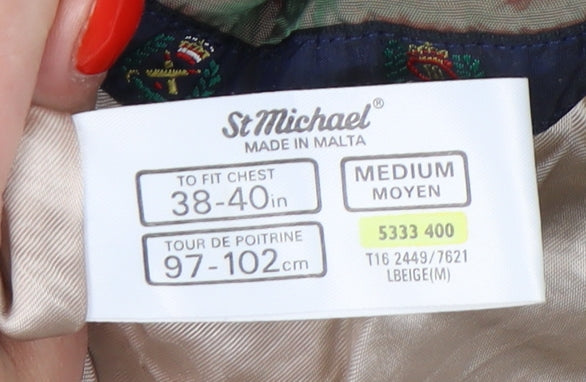 St Michael®
MADE IN MALTA
TO FIT CHEST
38-40in
MEDIUM
MOYEN
TOUR DE POITRINE
97-102cm
5333 400
T16 2449/7621
LBEIGE(M)